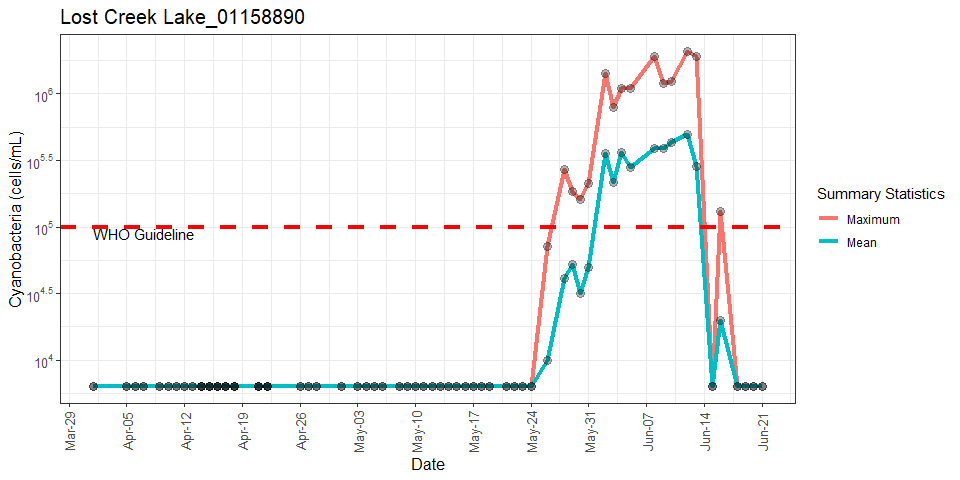 Lost Creek Lake_01158890
Cyanobacteria (cells/mL)
10^6
10^5.5
10^5
10^4.5
10^4
WHO Guideline
Mar-29
Apr-05
Apr-12
Apr-19
Apr-26
May-03
May-10
May-17
May-24
May-31
Jun-07
Jun-14
Jun-21
Date
Summary Statistics
Maximum
Mean